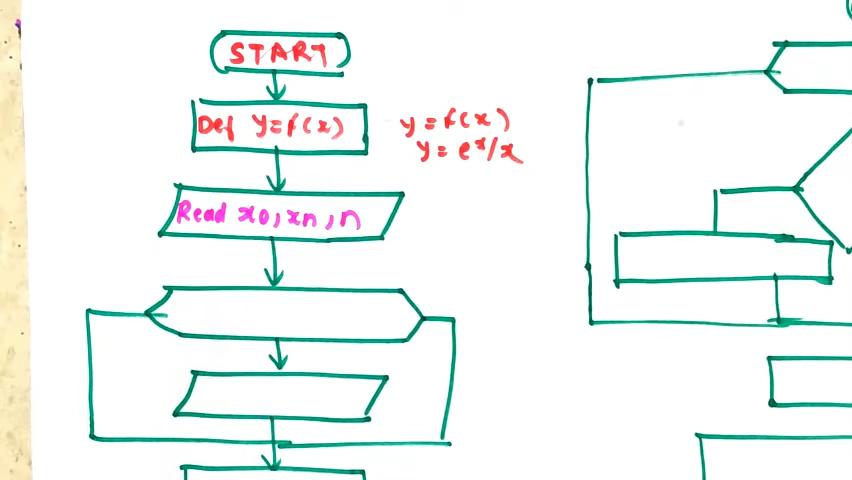 START
Def y=f(x)
y=f(x)
y=e^x/x
Read x0, xn, n